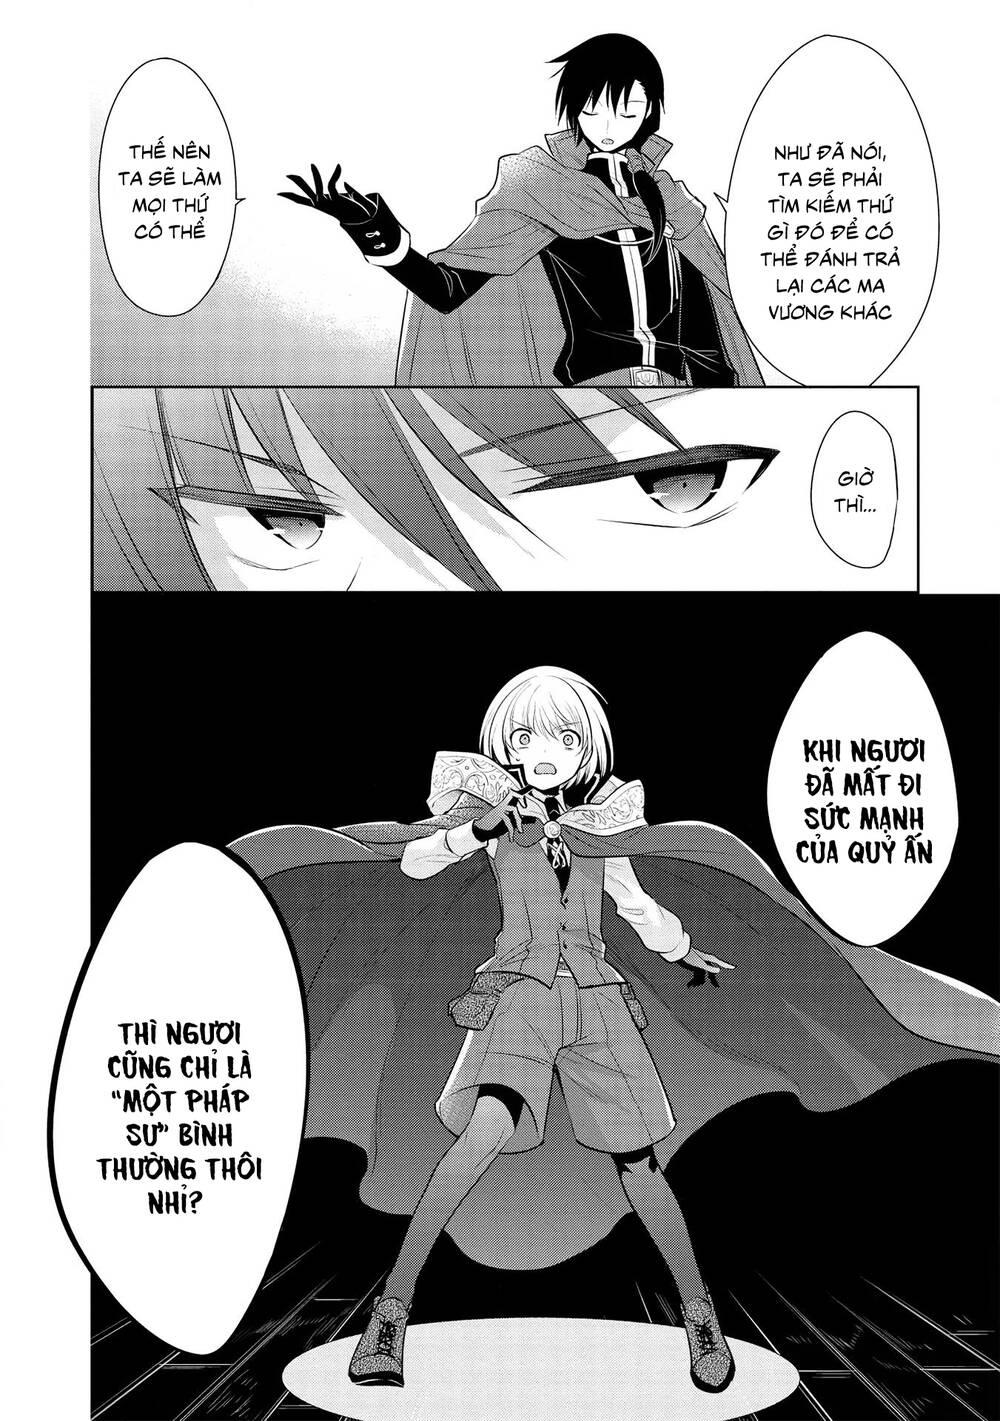 NHƯ ĐÃ NÓI,
TA SẼ PHẢI
TÌM KIẾM THỨ
GÌ ĐÓ ĐỂ CÓ
THỂ ĐÁNH TRẢ
LẠI CÁC MA
VƯƠNG KHÁC
THẾ NÊN
TA SẼ LÀM
MỌI THỨ
CÓ THỂ
GIỜ
THÌ...
KHI NGƯƠI
ĐÃ MẤT ĐI
SỨC MẠNH
CỦA QUỶ ẤN
THÌ NGƯƠI
CŨNG CHỈ LÀ
"MỘT PHÁP
SƯ" BÌNH
THƯỜNG THÔI
NHỈ?